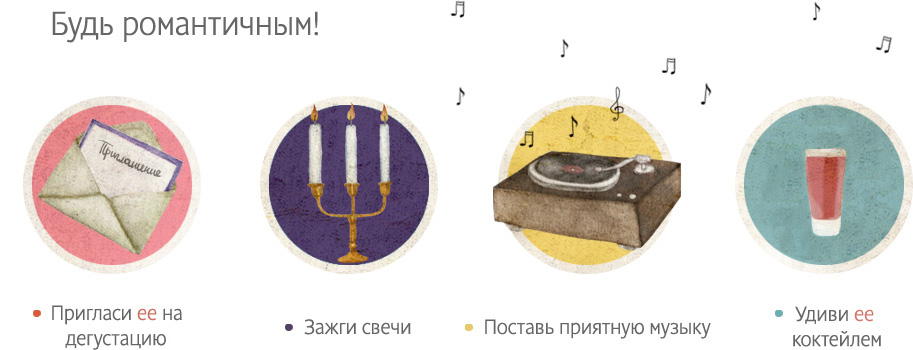 Будь романтичным!
Приглашение
• Пригласи ее на
дегустацию
• Зажги свечи
• Поставь приятную музыку
• Удиви ее
коктейлем